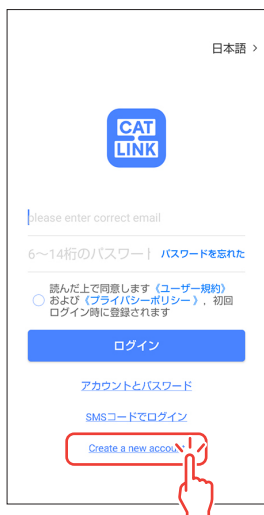 日本語 >
CAT
LINK
please enter correct email
6〜14桁のパスワー
パスワードを忘れた
読んだ上で同意します《ユーザー規約》
および《プライバシーポリシー》, 初回
ログイン時に登録されます
ログイン
アカウントとパスワード
SMSコードでログイン
Create a new accou